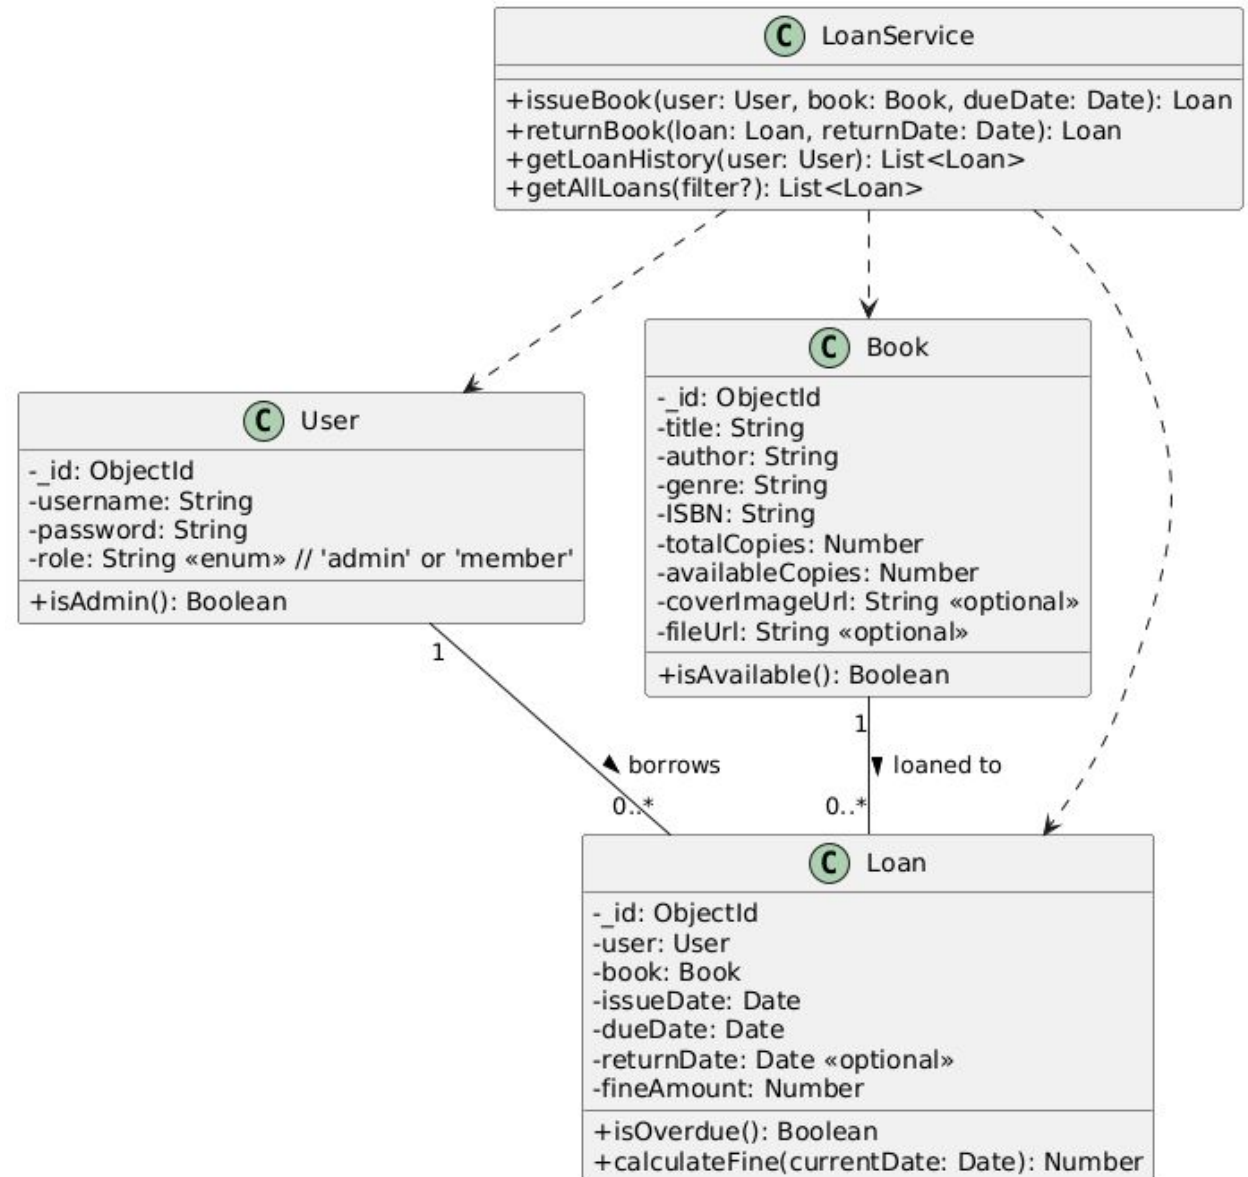 C LoanService
+issueBook(user: User, book: Book, dueDate: Date): Loan
+returnBook(loan: Loan, returnDate: Date): Loan
+getLoanHistory(user: User): List<Loan>
+getAllLoans(filter?): List<Loan>
C Book
-_id: ObjectId
-title: String
-author: String
-genre: String
-ISBN: String
-totalCopies: Number
-availableCopies: Number
-coverImageUrl: String «optional»
-fileUrl: String «optional»
+isAvailable(): Boolean
C User
-_id: ObjectId
-username: String
-password: String
-role: String «enum» // 'admin' or 'member'
+isAdmin(): Boolean
1
borrows
0..*
1
loaned to
0..*
C Loan
-_id: ObjectId
-user: User
-book: Book
-issueDate: Date
-dueDate: Date
-returnDate: Date «optional»
-fineAmount: Number
+isOverdue(): Boolean
+calculateFine(currentDate: Date): Number